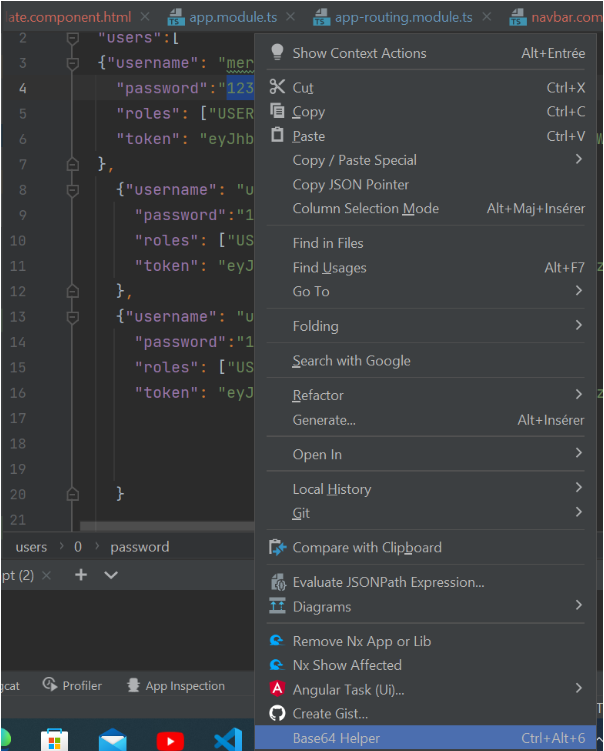 ate.component.html × app.module.ts × app-routing.module.ts × navbar.com
2 "users":[
3 {"username": "mer
4 "password":"123
5 "roles": ["USER
6 "token": "eyJhb W
7 },
8 {"username": "u
9 "password":"1
10 "roles": ["US
11 "token": "eyJ z
12 },
13 {"username": "u
14 "password":"1
15 "roles": ["US
16 "token": "eyJ z
17
18
19
20 }
21
Show Context Actions Alt+Entrée
Cut Ctrl+X
Copy Ctrl+C
Paste Ctrl+V
Copy / Paste Special
Copy JSON Pointer
Column Selection Mode Alt+Maj+Insérer
Find in Files
Find Usages Alt+F7
Go To
Folding
Search with Google
Refactor
Generate... Alt+Insérer
Open In
Local History
Git
Compare with Clipboard
Evaluate JSONPath Expression...
Diagrams
Remove Nx App or Lib
Nx Show Affected
Angular Task (Ui)...
Create Gist...
Base64 Helper Ctrl+Alt+6
users › 0 › password
pt (2) ×
gcat Profiler App Inspection
T